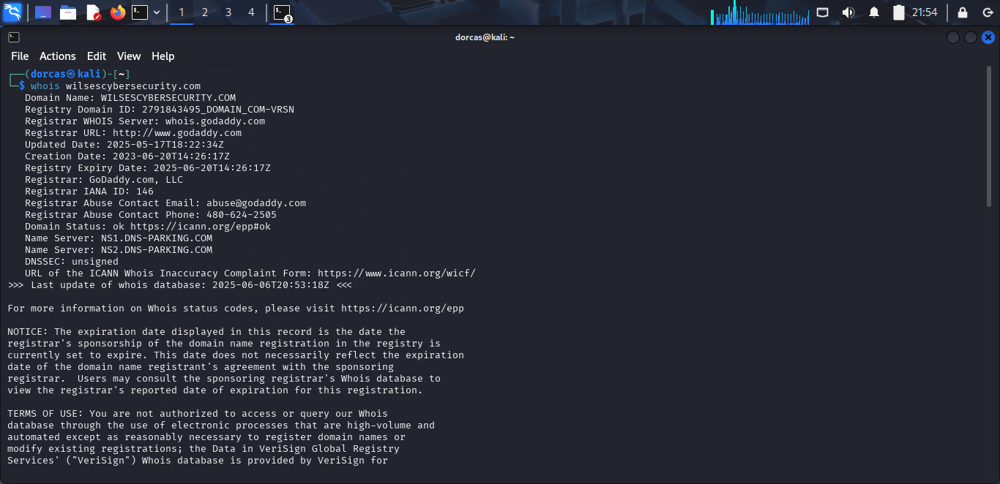 1 2 3 4 3 21:54
dorcas@kali: ~
File Actions Edit View Help
┌──(dorcas㉿kali)-[~]
└─$ whois wilsescybersecurity.com
Domain Name: WILSESCYBERSECURITY.COM
Registry Domain ID: 2791843495_DOMAIN_COM-VRSN
Registrar WHOIS Server: whois.godaddy.com
Registrar URL: http://www.godaddy.com
Updated Date: 2025-05-17T18:22:34Z
Creation Date: 2023-06-20T14:26:17Z
Registry Expiry Date: 2025-06-20T14:26:17Z
Registrar: GoDaddy.com, LLC
Registrar IANA ID: 146
Registrar Abuse Contact Email: abuse@godaddy.com
Registrar Abuse Contact Phone: 480-624-2505
Domain Status: ok https://icann.org/epp#ok
Name Server: NS1.DNS-PARKING.COM
Name Server: NS2.DNS-PARKING.COM
DNSSEC: unsigned
URL of the ICANN Whois Inaccuracy Complaint Form: https://www.icann.org/wicf/
>>> Last update of whois database: 2025-06-06T20:53:18Z <<<
For more information on Whois status codes, please visit https://icann.org/epp
NOTICE: The expiration date displayed in this record is the date the
registrar's sponsorship of the domain name registration in the registry is
currently set to expire. This date does not necessarily reflect the expiration
date of the domain name registrant's agreement with the sponsoring
registrar.  Users may consult the sponsoring registrar's Whois database to
view the registrar's reported date of expiration for this registration.
TERMS OF USE: You are not authorized to access or query our Whois
database through the use of electronic processes that are high-volume and
automated except as reasonably necessary to register domain names or
modify existing registrations; the Data in VeriSign Global Registry
Services' ("VeriSign") Whois database is provided by VeriSign for